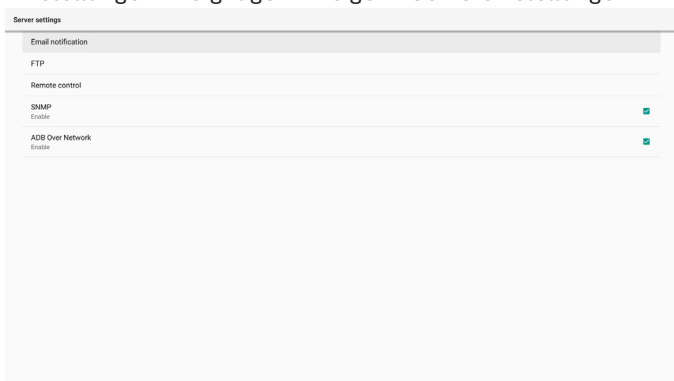 Server settings
Email notification
FTP
Remote control
SNMP
Enable
ADB Over Network
Enable